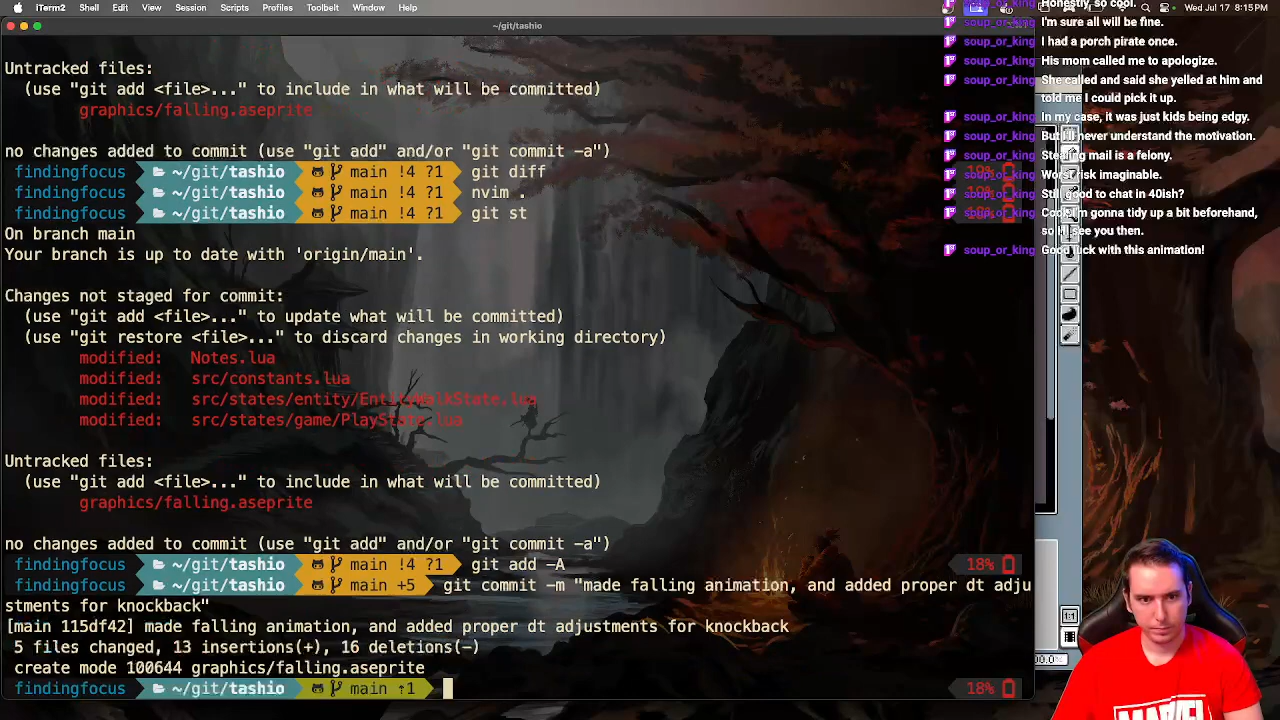 iTerm2 Shell Edit View Session Scripts Profiles Toolbelt Window Help
Wed Jul 17 8:15 PM
~/git/tashio
Untracked files:
(use "git add <file>..." to include in what will be committed)
graphics/falling.aseprite
no changes added to commit (use "git add" and/or "git commit -a")
findingfocus ~/git/tashio main !4 ?1 git diff
findingfocus ~/git/tashio main !4 ?1 nvim .
findingfocus ~/git/tashio main !4 ?1 git st
On branch main
Your branch is up to date with 'origin/main'.
Changes not staged for commit:
(use "git add <file>..." to update what will be committed)
(use "git restore <file>..." to discard changes in working directory)
modified: Notes.lua
modified: src/constants.lua
modified: src/states/entity/EntityWalkState.lua
modified: src/states/game/PlayState.lua
Untracked files:
(use "git add <file>..." to include in what will be committed)
graphics/falling.aseprite
no changes added to commit (use "git add" and/or "git commit -a")
findingfocus ~/git/tashio main !4 ?1 git add -A 18%
findingfocus ~/git/tashio main +5 git commit -m "made falling animation, and added proper dt adju
stments for knockback"
[main 115df42] made falling animation, and added proper dt adjustments for knockback
5 files changed, 13 insertions(+), 16 deletions(-)
create mode 100644 graphics/falling.aseprite
findingfocus ~/git/tashio main ⇡1 18%
soup_or_king Honestly, so cool.
soup_or_king I'm sure all will be fine.
soup_or_king I had a porch pirate once.
soup_or_king His mom called me to apologize.
soup_or_king She called and said she yelled at him and
told me I could pick it up.
soup_or_king In my case, it was just kids being edgy.
soup_or_king But I'll never understand the motivation.
soup_or_king Stealing mail is a felony.
soup_or_king Worst risk imaginable.
soup_or_king Still good to chat in 40ish?
soup_or_king Cool, I'm gonna tidy up a bit beforehand,
so I'll see you then.
soup_or_king Good luck with this animation!
1:1
MARVEL